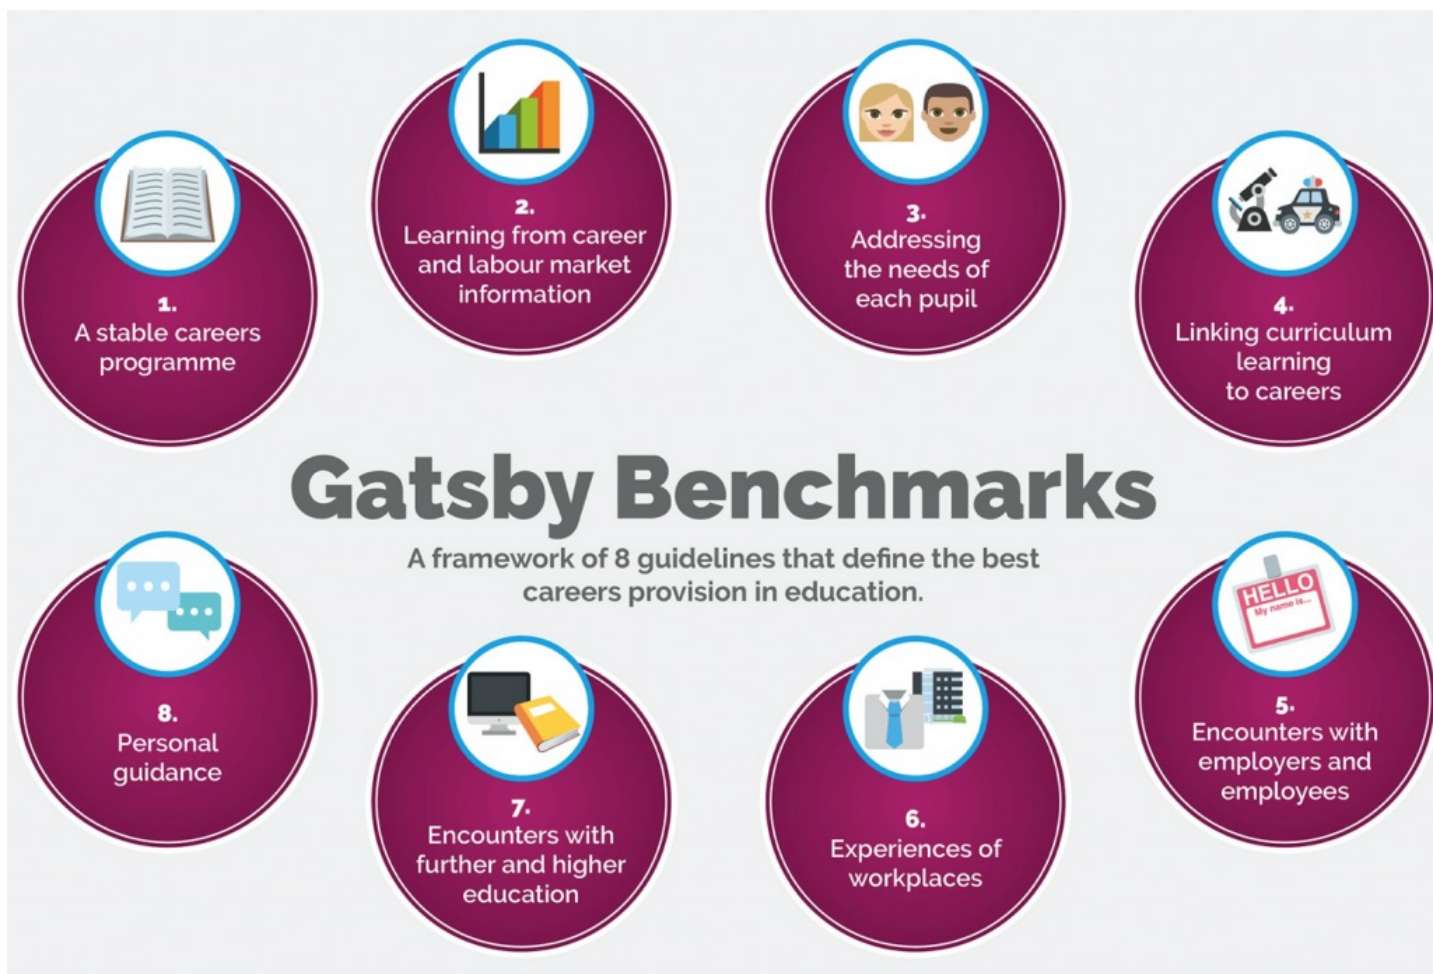 1.
A stable careers
programme
2.
Learning from career
and labour market
information
3.
Addressing
the needs of
each pupil
4.
Linking curriculum
learning
to careers
Gatsby Benchmarks
A framework of 8 guidelines that define the best
careers provision in education.
HELLO
My name is...
5.
Encounters with
employers and
employees
6.
Experiences of
workplaces
7.
Encounters with
further and higher
education
8.
Personal
guidance